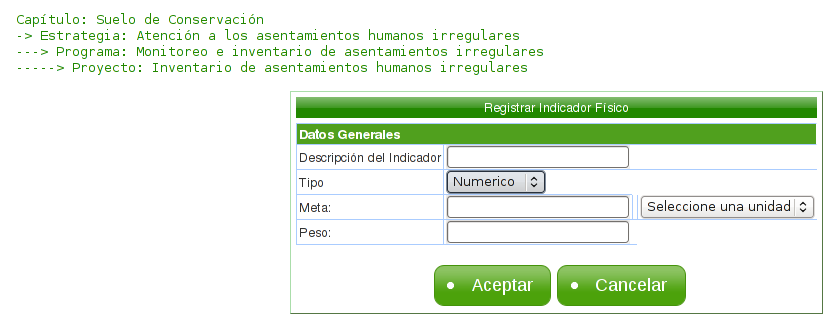 Capítulo: Suelo de Conservación
-> Estrategia: Atención a los asentamientos humanos irregulares
---> Programa: Monitoreo e inventario de asentamientos irregulares
-----> Proyecto: Inventario de asentamientos humanos irregulares
Registrar Indicador Físico
Datos Generales
Descripción del Indicador
Tipo Numerico
Meta: Seleccione una unidad
Peso:
Aceptar Cancelar